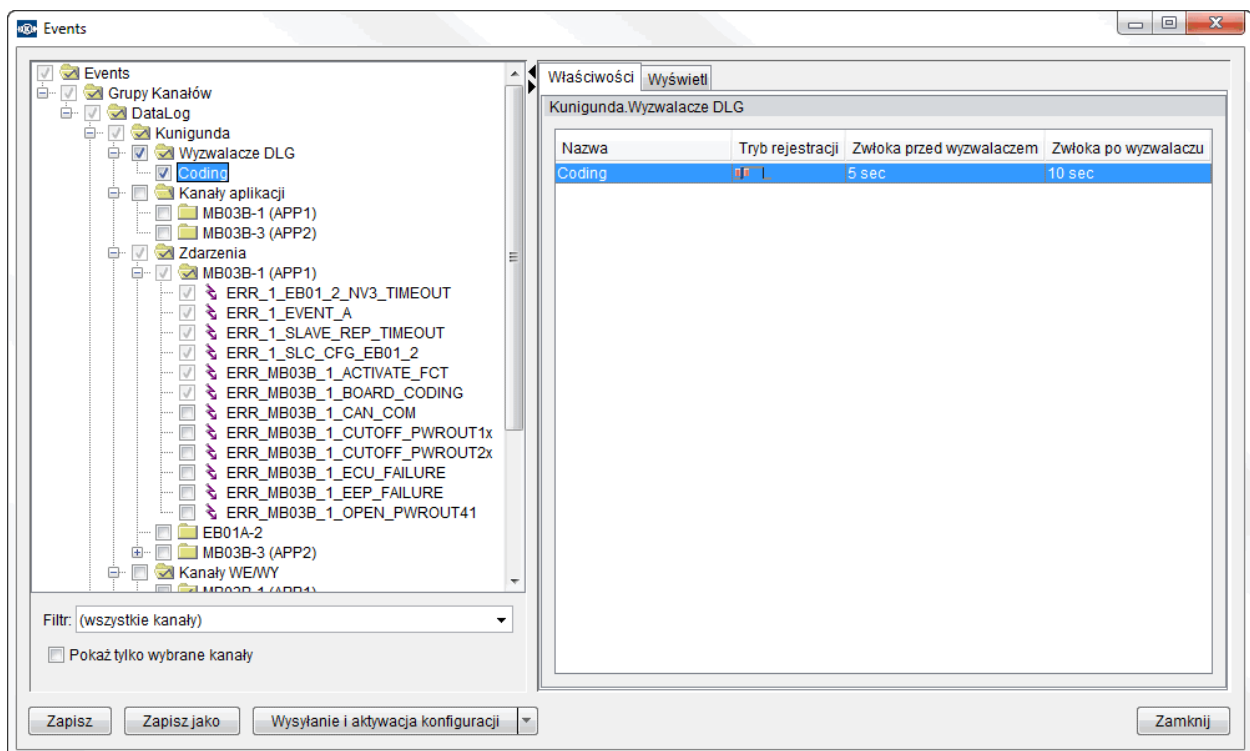 Events
Events
Grupy Kanałów
DataLog
Kunigunda
Wyzwalacze DLG
Coding
Kanały aplikacji
MB03B-1 (APP1)
MB03B-3 (APP2)
Zdarzenia
MB03B-1 (APP1)
ERR_1_EB01_2_NV3_TIMEOUT
ERR_1_EVENT_A
ERR_1_SLAVE_REP_TIMEOUT
ERR_1_SLC_CFG_EB01_2
ERR_MB03B_1_ACTIVATE_FCT
ERR_MB03B_1_BOARD_CODING
ERR_MB03B_1_CAN_COM
ERR_MB03B_1_CUTOFF_PWROUT1x
ERR_MB03B_1_CUTOFF_PWROUT2x
ERR_MB03B_1_ECU_FAILURE
ERR_MB03B_1_EEP_FAILURE
ERR_MB03B_1_OPEN_PWROUT41
EB01A-2
MB03B-3 (APP2)
Kanały WE/WY
MB03B-1 (APP1)
Filtr: (wszystkie kanały)
Pokaż tylko wybrane kanały
Właściwości Wyświetl
Kunigunda.Wyzwalacze DLG
Nazwa Tryb rejestracji Zwłoka przed wyzwalaczem Zwłoka po wyzwalaczu
Coding 5 sec 10 sec
Zapisz Zapisz jako Wysyłanie i aktywacja konfiguracji Zamknij